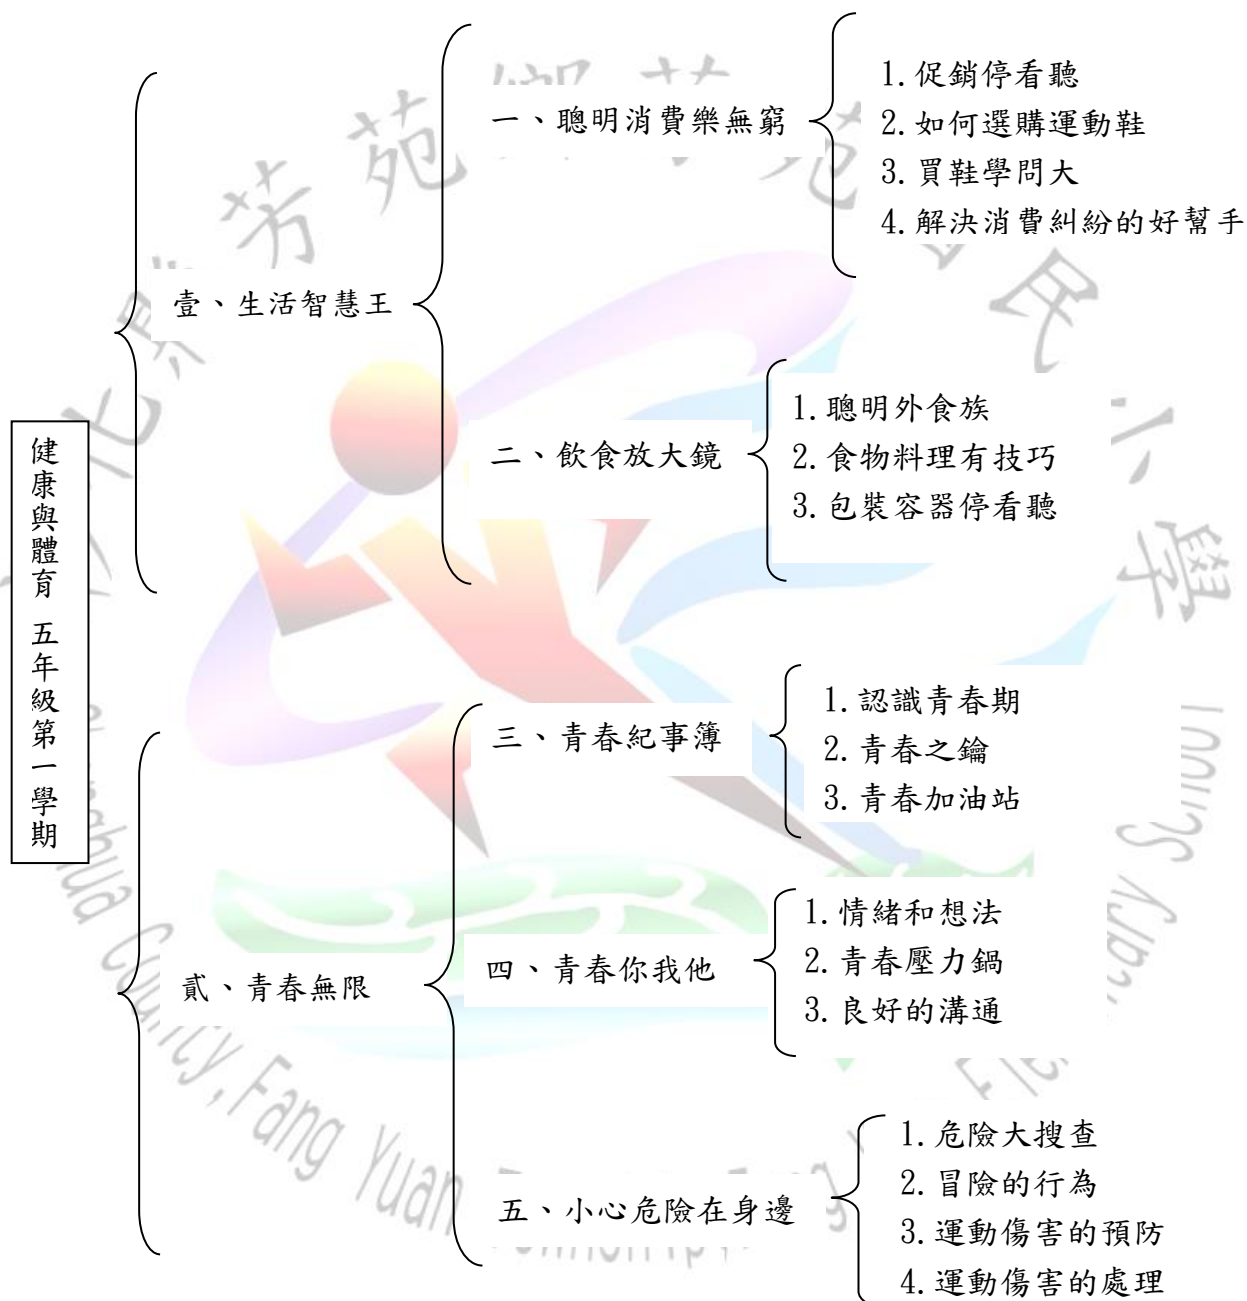 健康與體育 五年級第一學期
壹、生活智慧王
一、聰明消費樂無窮
1.促銷停看聽
2.如何選購運動鞋
3.買鞋學問大
4.解決消費糾紛的好幫手
二、飲食放大鏡
1.聰明外食族
2.食物料理有技巧
3.包裝容器停看聽
貳、青春無限
三、青春紀事簿
1.認識青春期
2.青春之鑰
3.青春加油站
四、青春你我他
1.情緒和想法
2.青春壓力鍋
3.良好的溝通
五、小心危險在身邊
1.危險大搜查
2.冒險的行為
3.運動傷害的預防
4.運動傷害的處理
芳苑
民小學
County, Fang Yuan